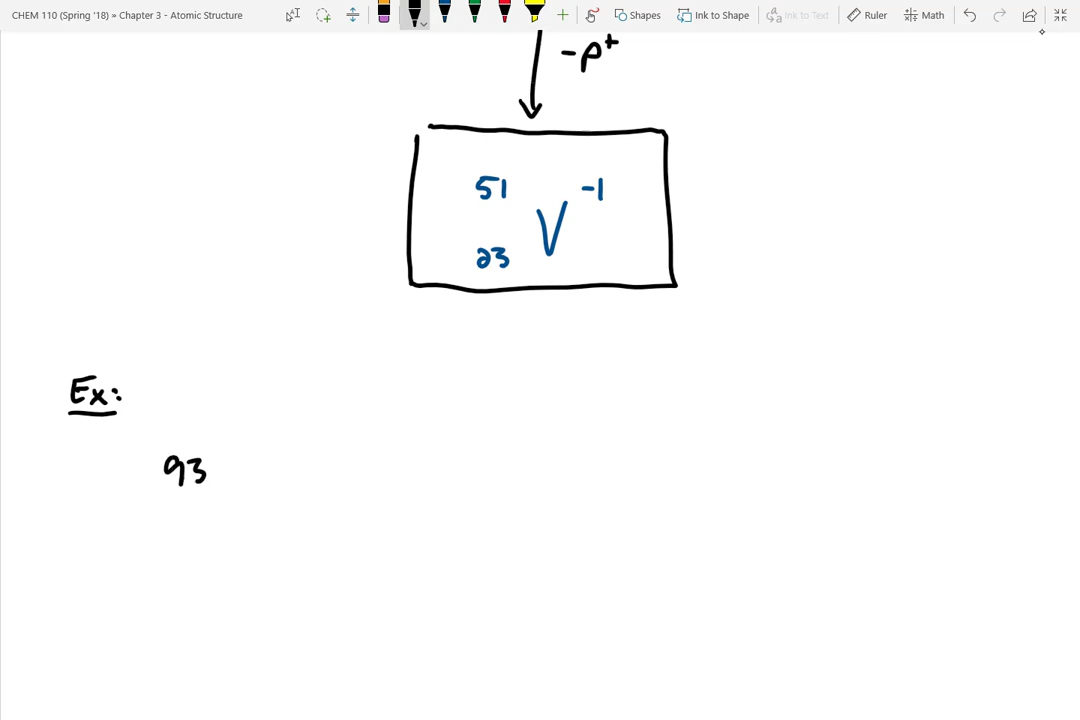 CHEM 110 (Spring '18) » Chapter 3 - Atomic Structure Shapes Ink to Shape Ink to Text Ruler Math
-P⁺
51 -1
V
23
Ex:
93